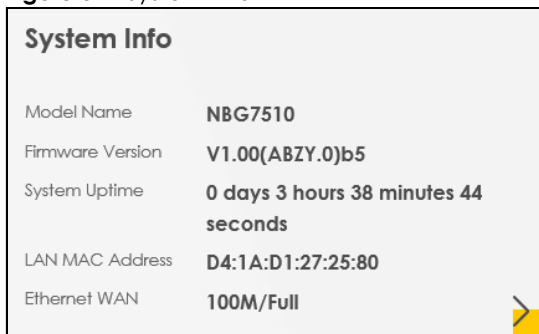 System Info
Model Name NBG7510
Firmware Version V1.00(ABZY.0)b5
System Uptime 0 days 3 hours 38 minutes 44
seconds
LAN MAC Address D4:1A:D1:27:25:80
Ethernet WAN 100M/Full